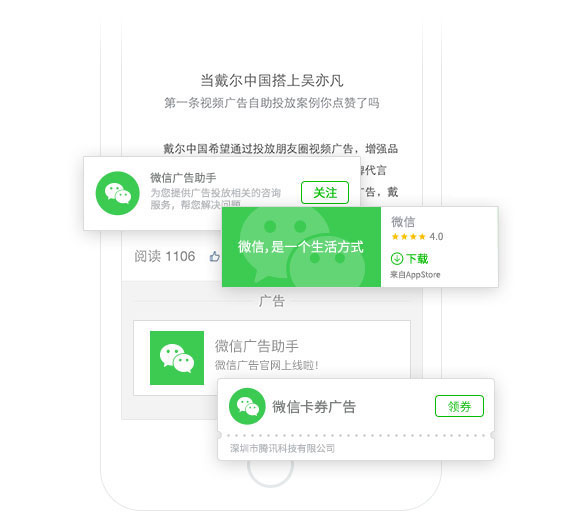 当戴尔中国搭上吴亦凡
第一条视频广告自助投放案例你点赞了吗
戴尔中国希望通过投放朋友圈视频广告，增强品
牌代言
广告，戴
微信广告助手
为您提供广告投放相关的咨询
服务，帮您解决问题
关注
微信，是一个生活方式
微信
4.0
下载
来自AppStore
阅读 1106
广告
微信广告助手
微信广告官网上线啦！
微信卡券广告
领券
深圳市腾讯科技有限公司